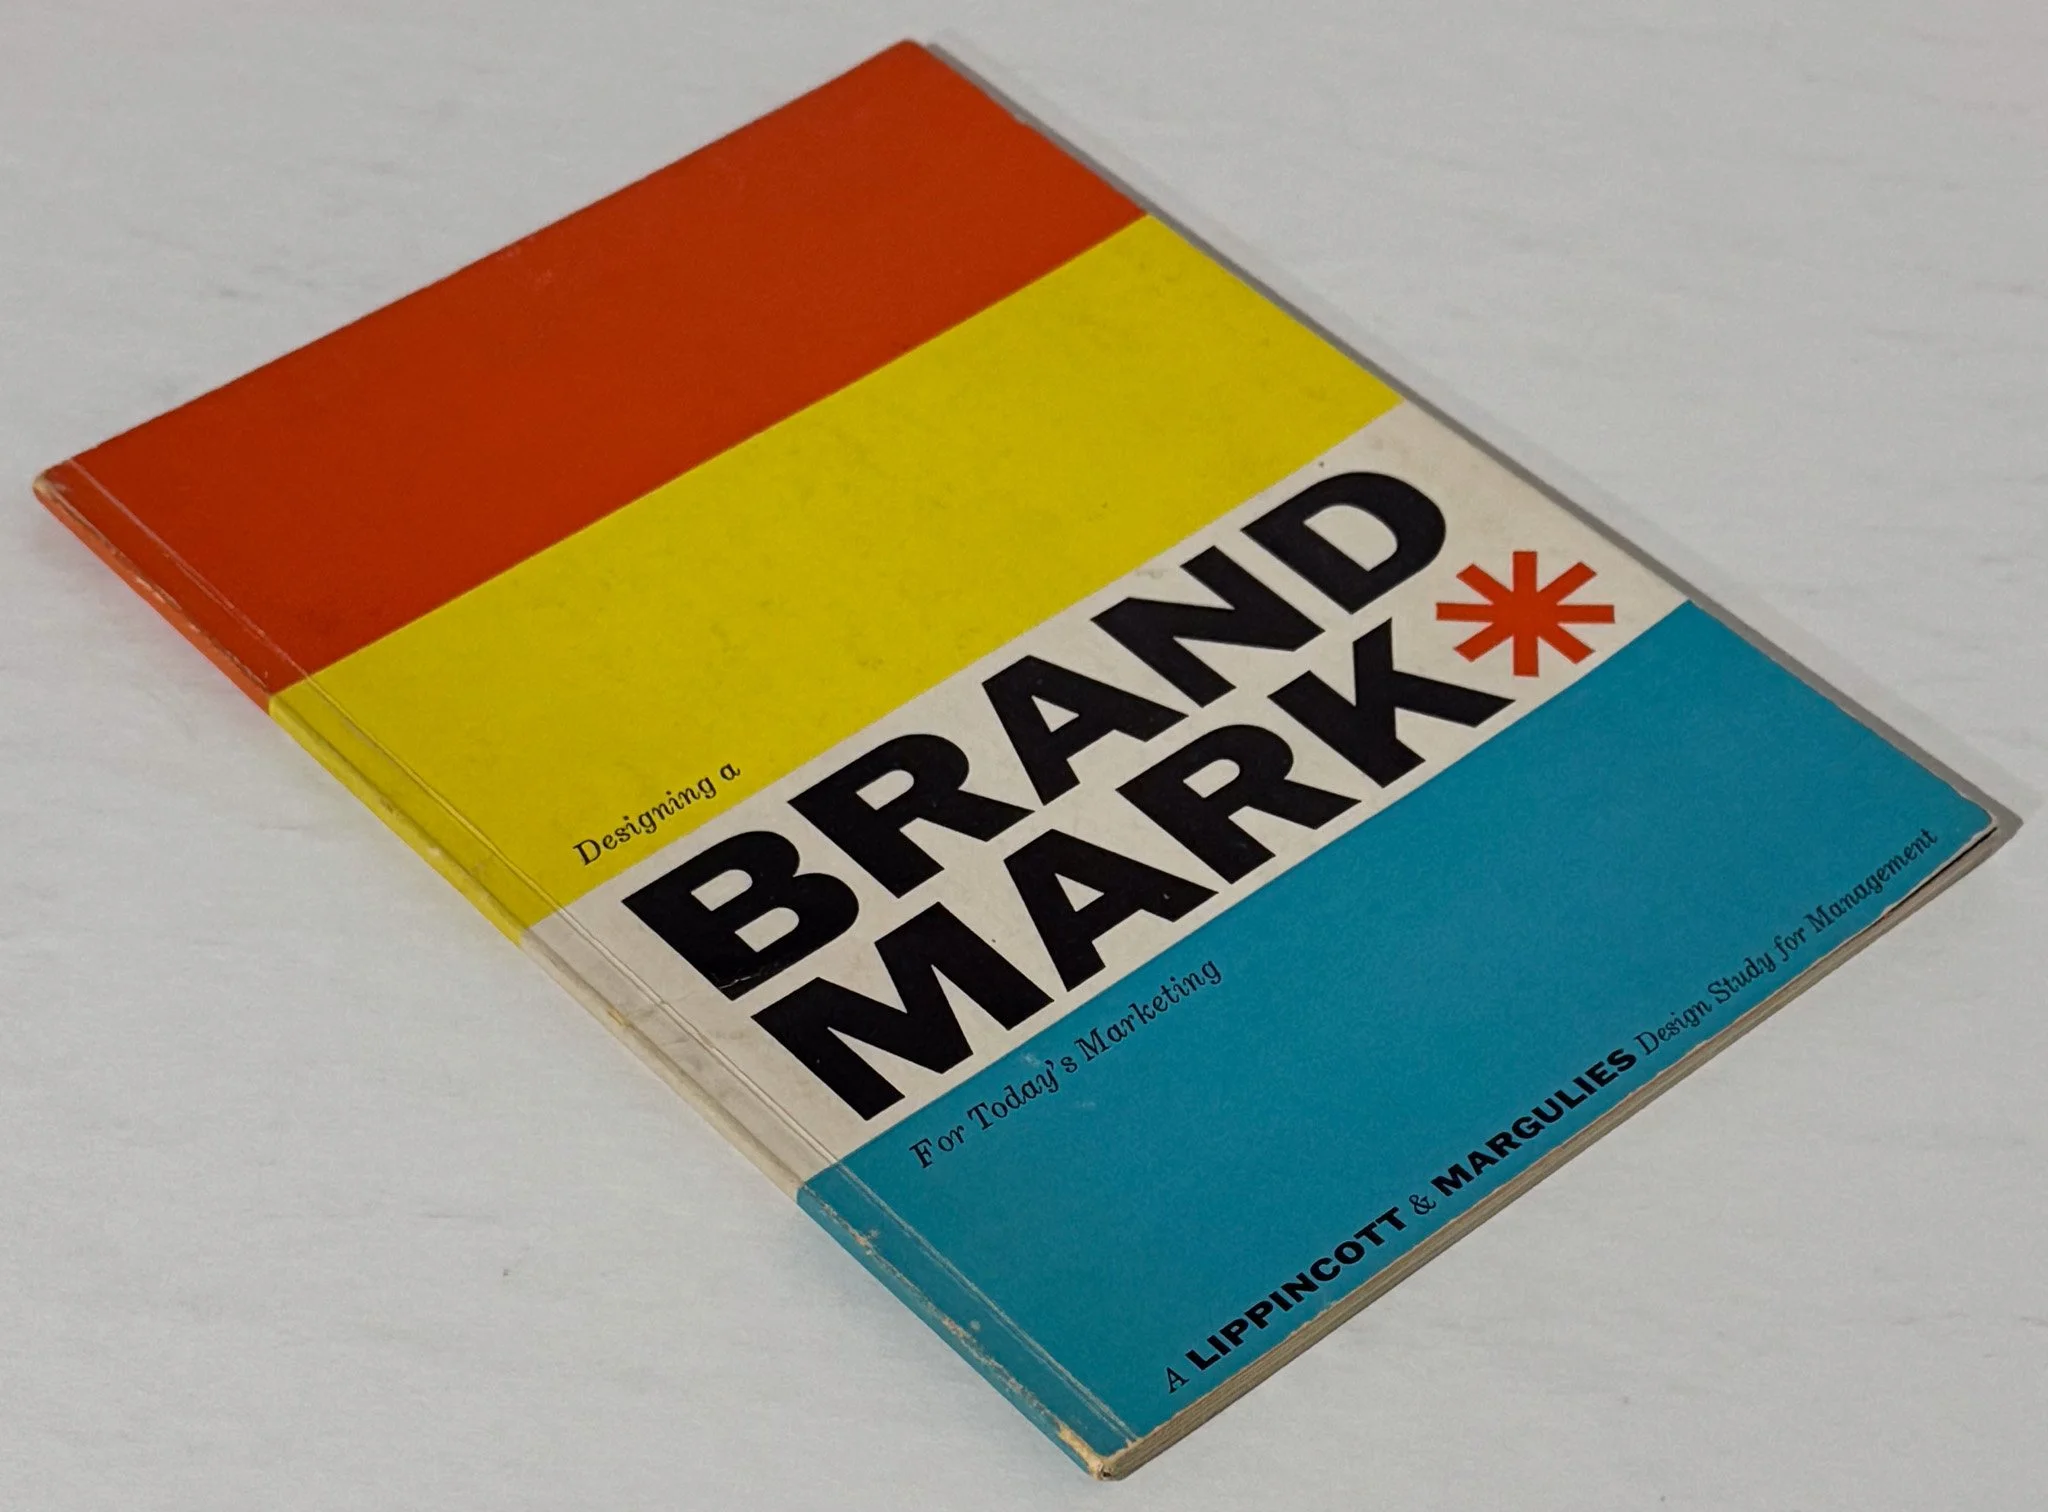 Designing a
BRAND
MARK*
For Today's Marketing
A LIPPINCOTT & MARGULIES Design Study for Management